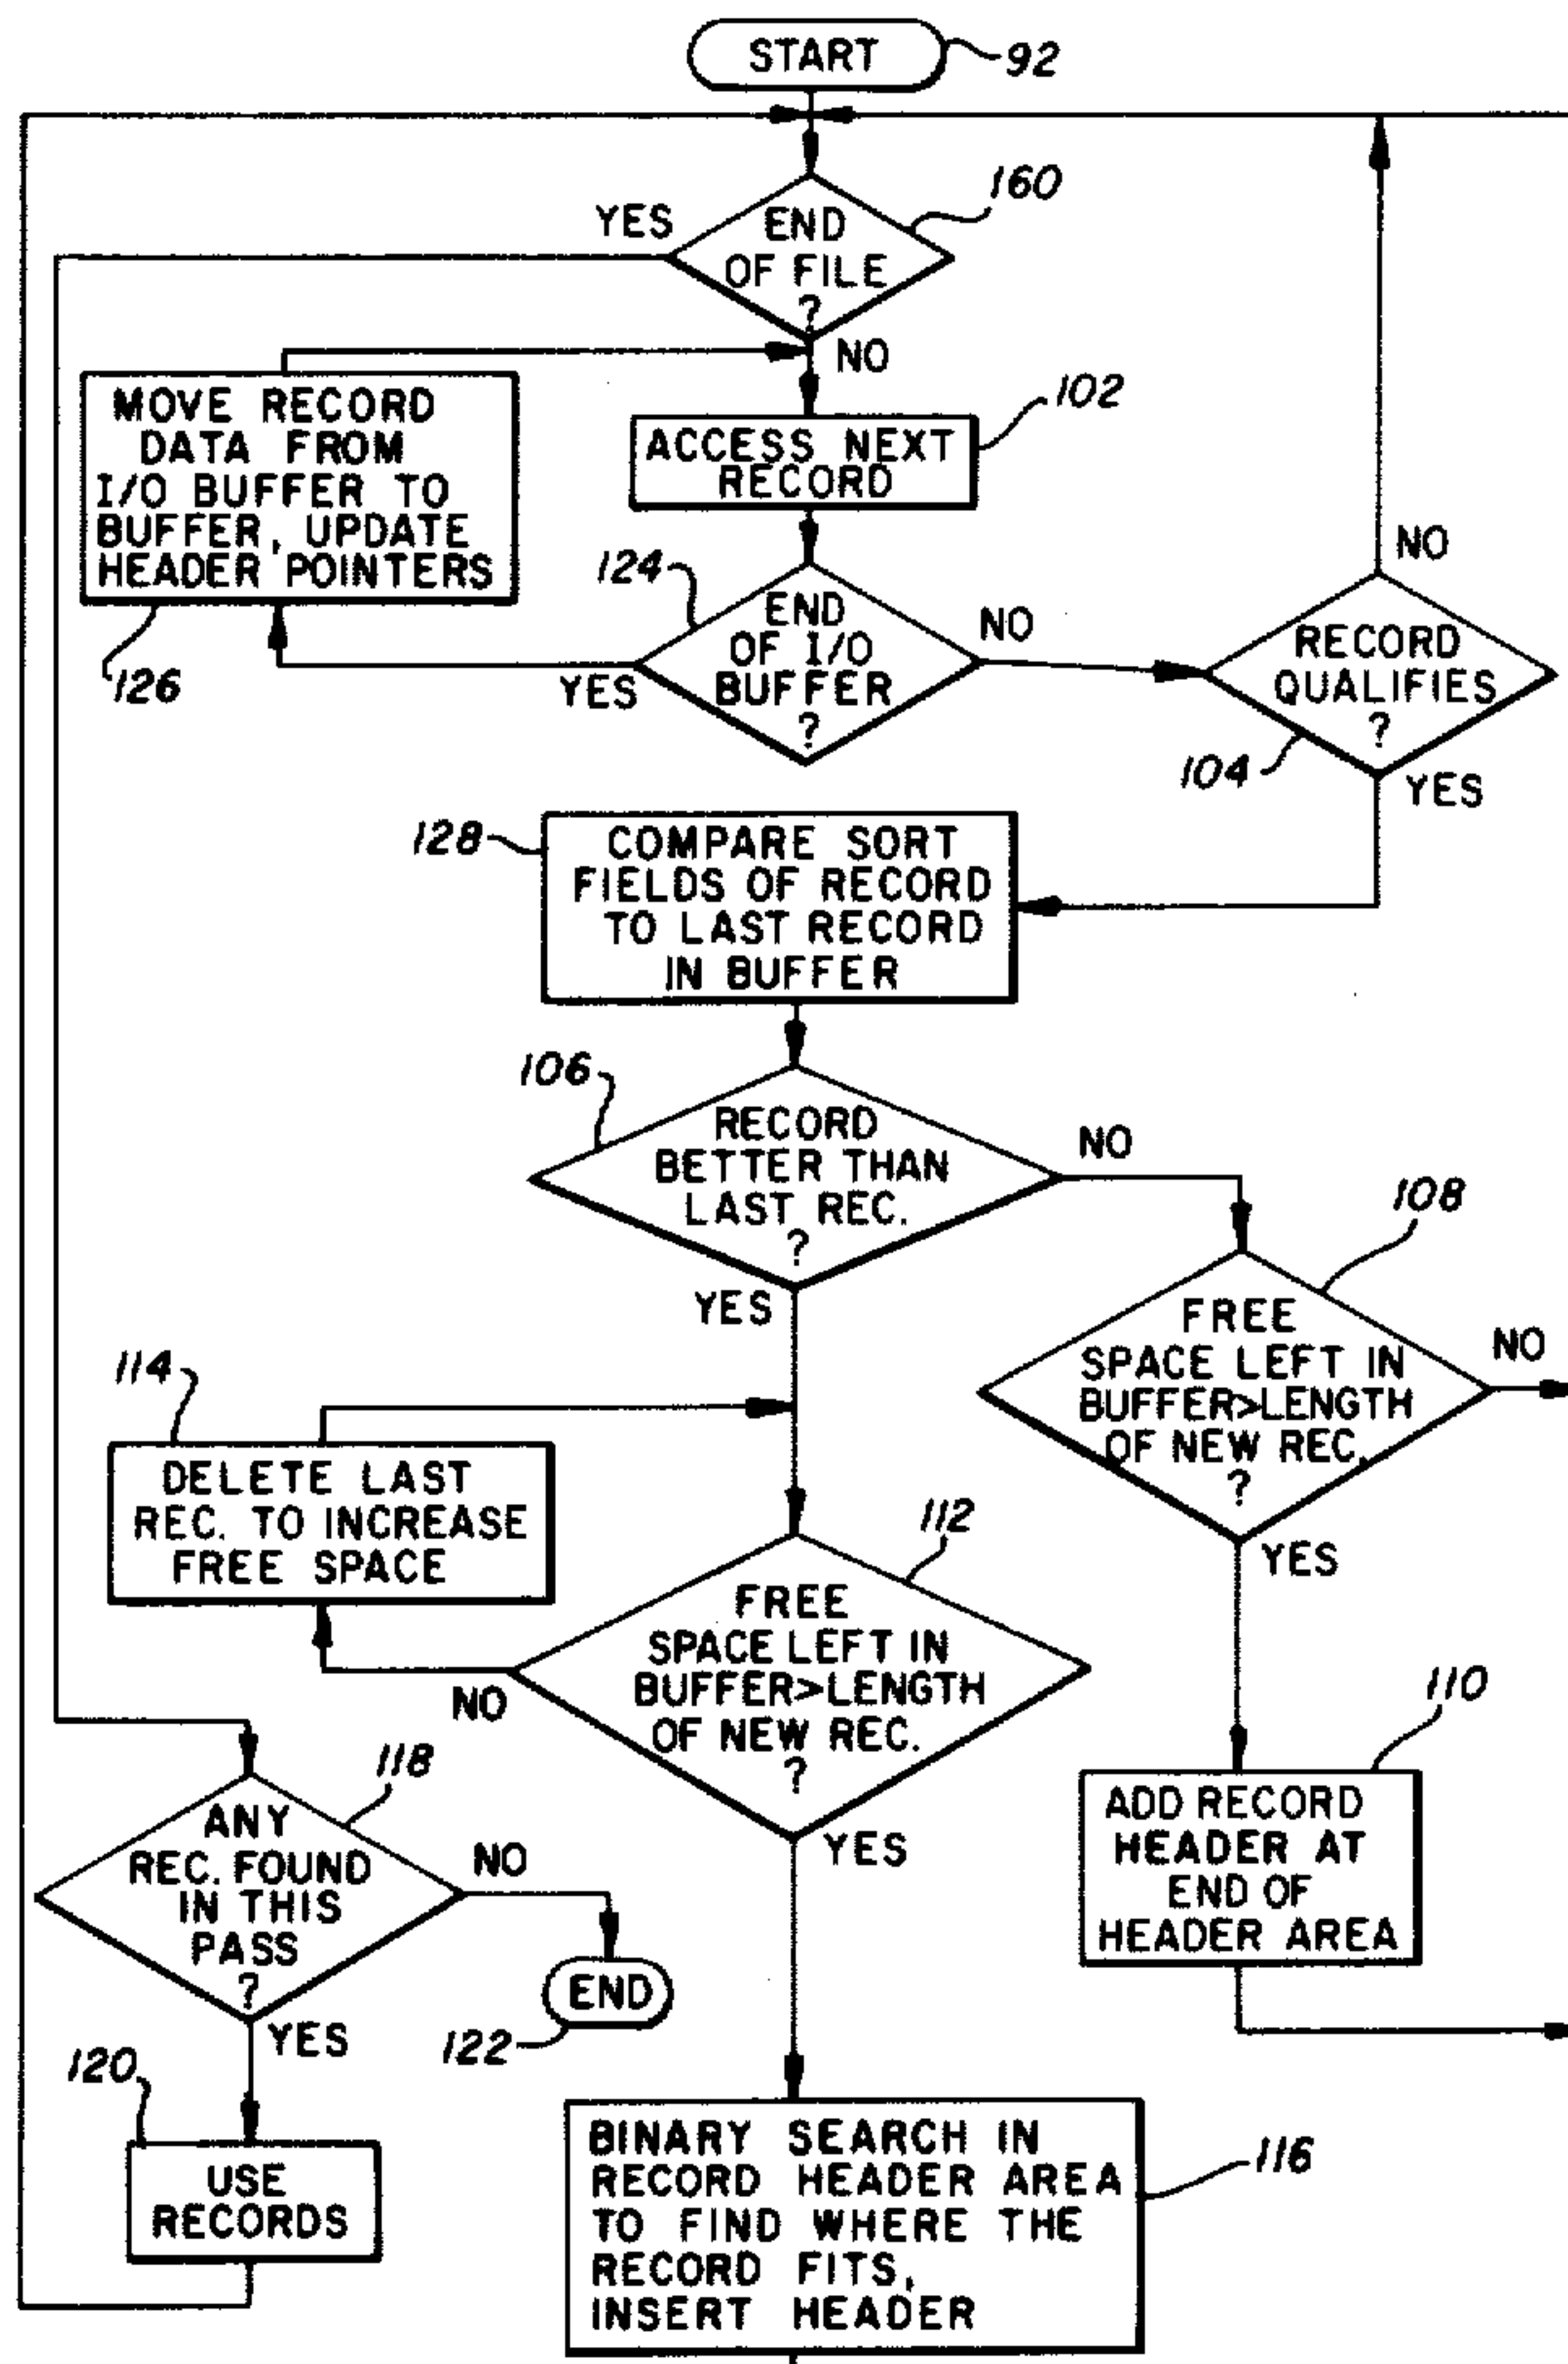 START
92
160
YES
END
OF FILE
?
NO
MOVE RECORD
DATA FROM
I/O BUFFER TO
BUFFER, UPDATE
HEADER POINTERS
126
102
ACCESS NEXT
RECORD
124
END
OF I/O
BUFFER
?
YES
NO
NO
RECORD
QUALIFIES
?
104
YES
128
COMPARE SORT
FIELDS OF RECORD
TO LAST RECORD
IN BUFFER
106
RECORD
BETTER THAN
LAST REC.
?
NO
YES
108
FREE
SPACE LEFT IN
BUFFER>LENGTH
OF NEW REC.
?
NO
YES
114
DELETE LAST
REC. TO INCREASE
FREE SPACE
112
FREE
SPACE LEFT IN
BUFFER>LENGTH
OF NEW REC.
?
NO
YES
110
ADD RECORD
HEADER AT
END OF
HEADER AREA
118
ANY
REC. FOUND
IN THIS
PASS
?
NO
END
122
YES
120
USE
RECORDS
BINARY SEARCH IN
RECORD HEADER AREA
TO FIND WHERE THE
RECORD FITS,
INSERT HEADER
116